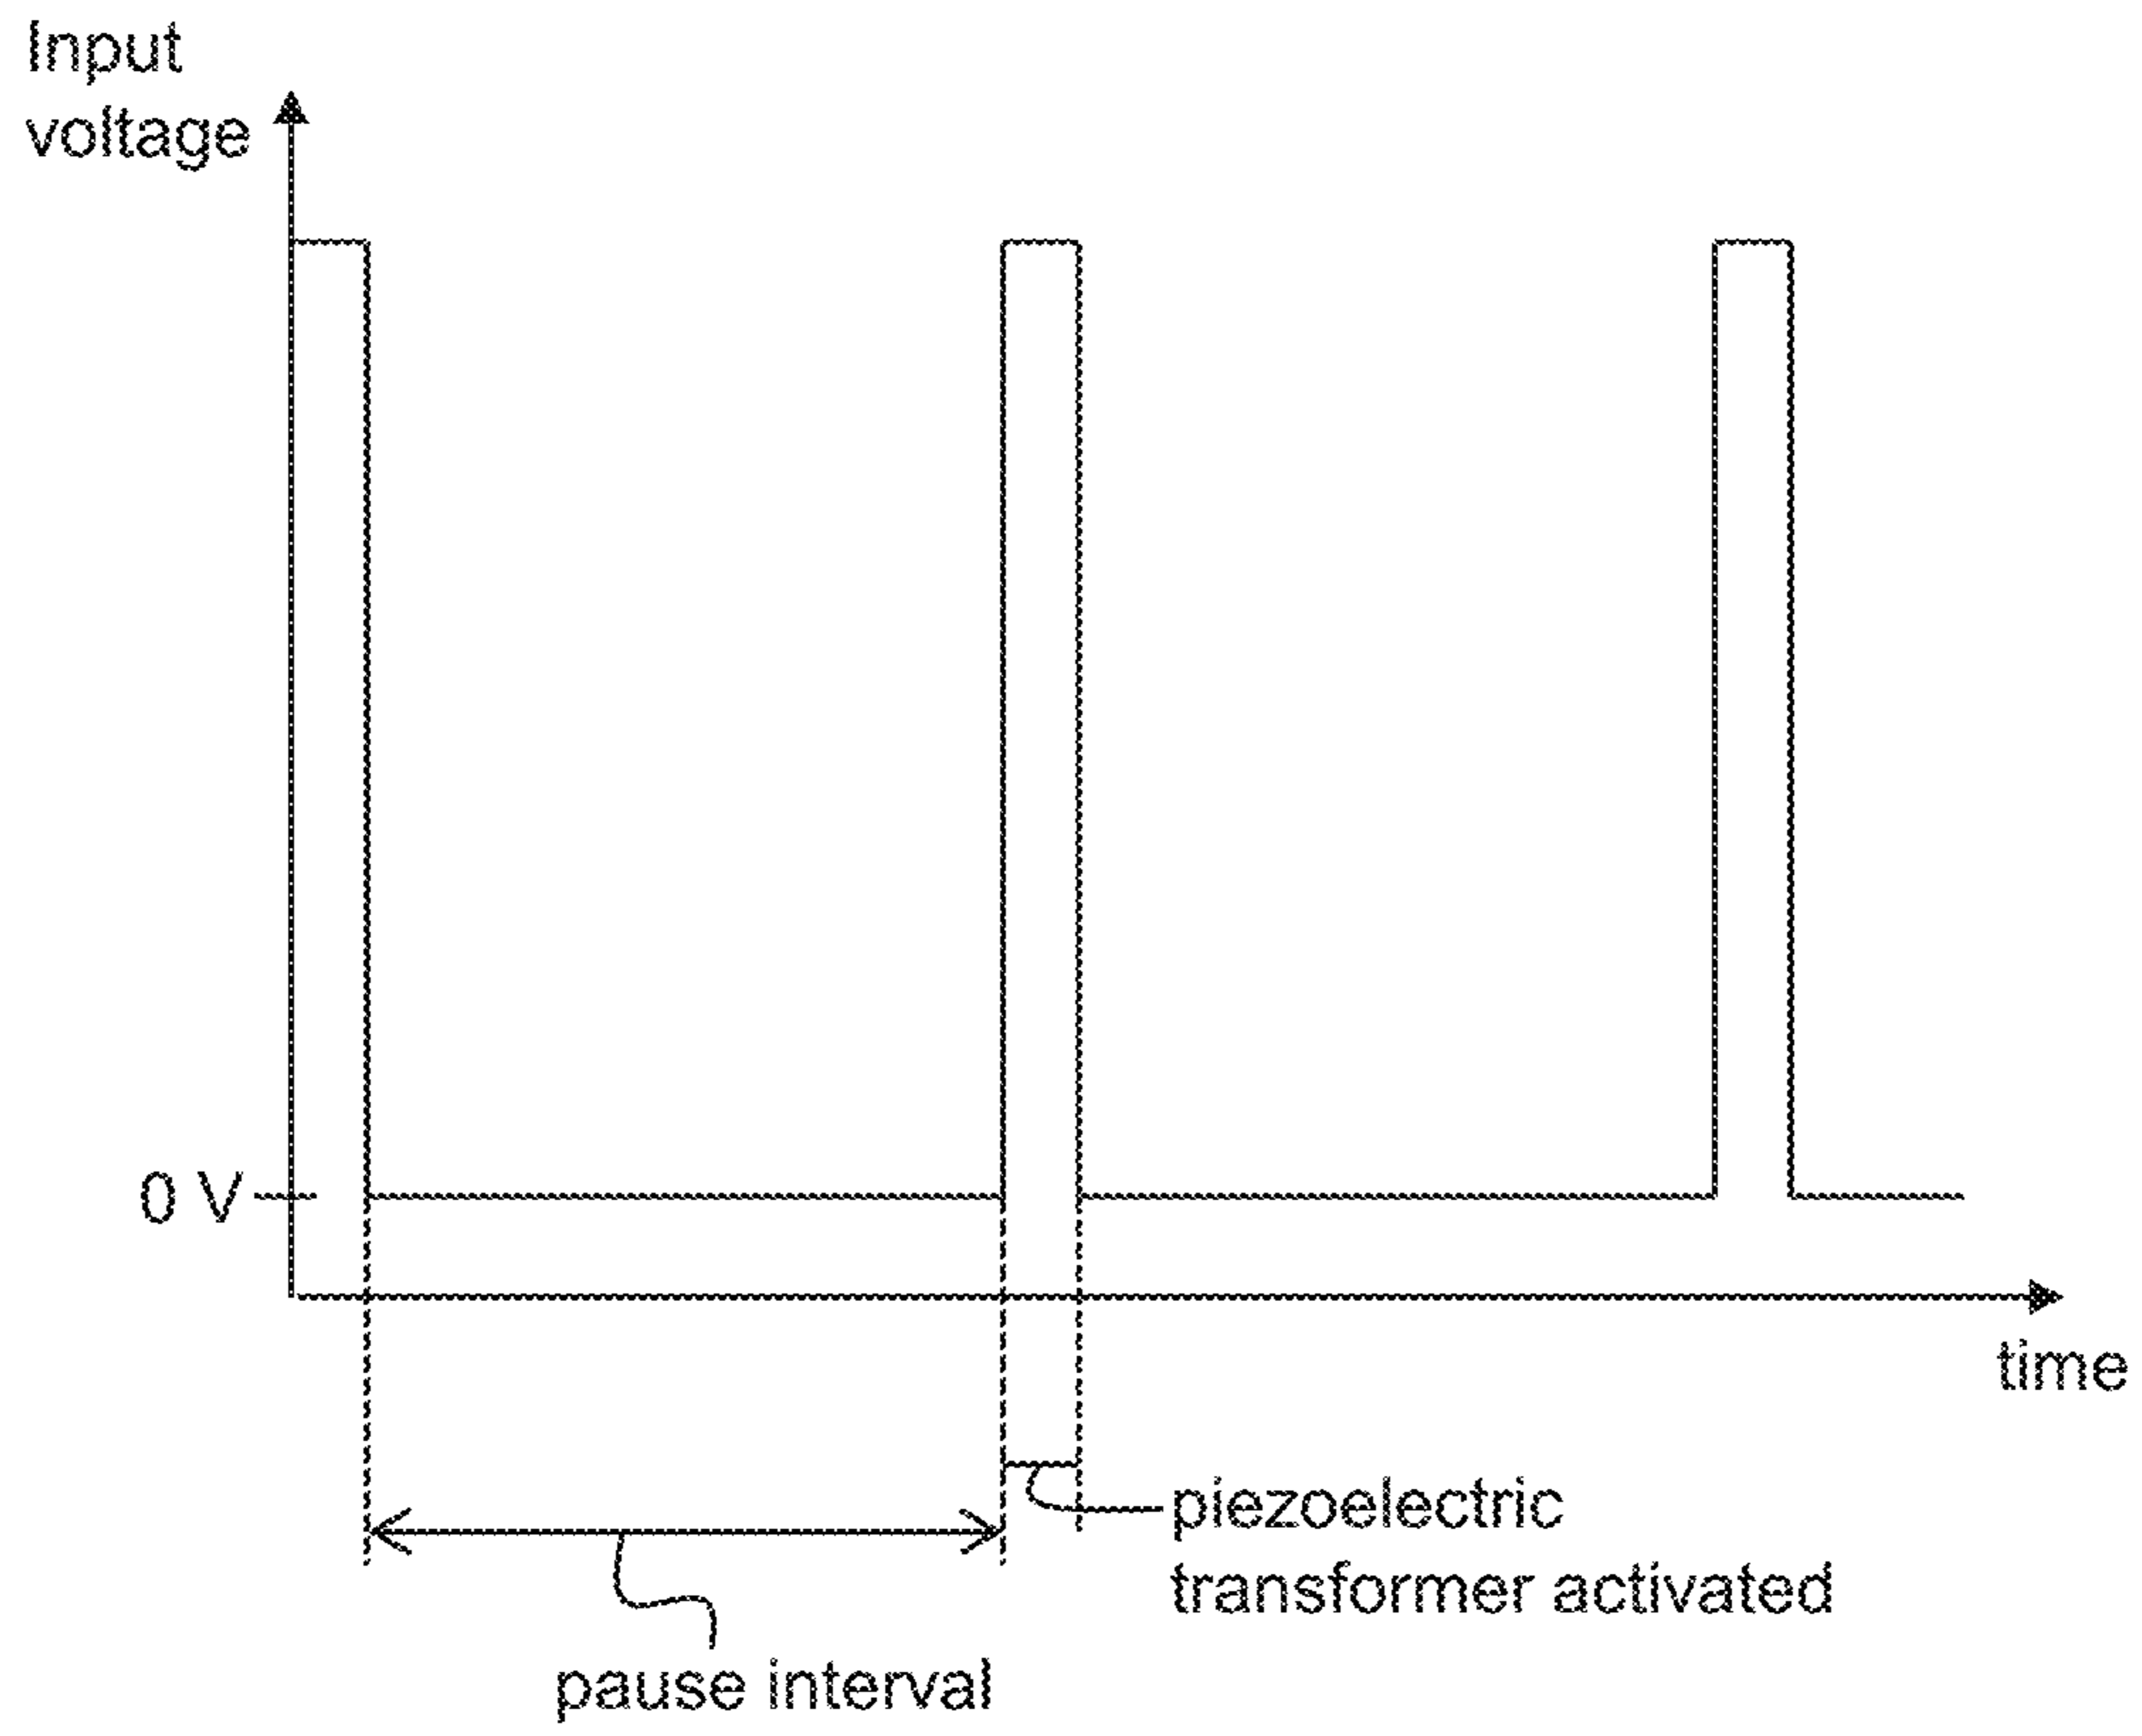 Input
voltage
0 V
time
piezoelectric
transformer activated
pause interval